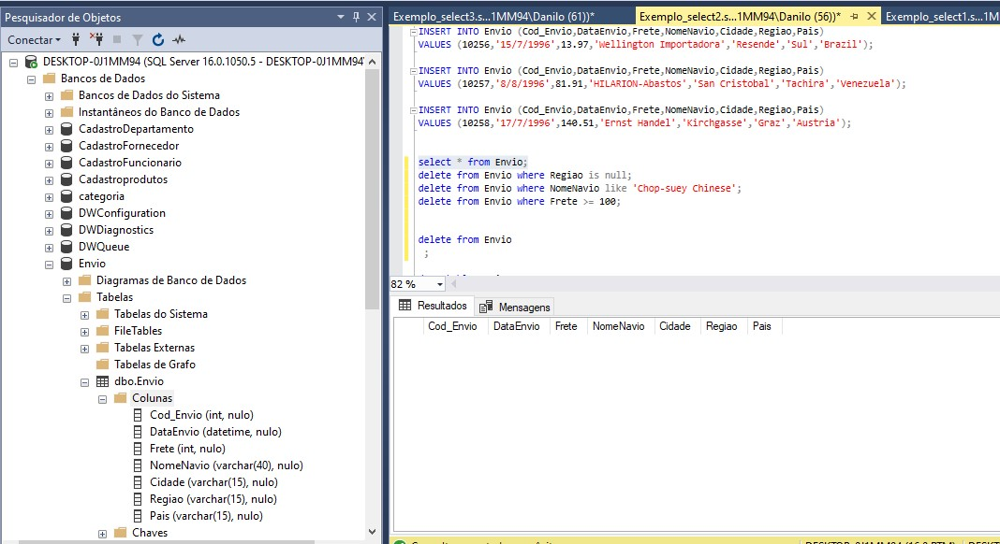 Pesquisador de Objetos
Conectar
DESKTOP-0J1MM94 (SQL Server 16.0.1050.5 - DESKTOP-0J1MM94
Bancos de Dados
Bancos de Dados do Sistema
Instantâneos do Banco de Dados
CadastroDepartamento
CadastroFornecedor
CadastroFuncionario
Cadastroprodutos
categoria
DWConfiguration
DWDiagnostics
DWQueue
Envio
Diagramas de Banco de Dados
Tabelas
Tabelas do Sistema
FileTables
Tabelas Externas
Tabelas de Grafo
dbo.Envio
Colunas
Cod_Envio (int, nulo)
DataEnvio (datetime, nulo)
Frete (int, nulo)
NomeNavio (varchar(40), nulo)
Cidade (varchar(15), nulo)
Regiao (varchar(15), nulo)
Pais (varchar(15), nulo)
Chaves
Exemplo_select3.s...1MM94\Danilo (61))* Exemplo_select2.s...1MM94\Danilo (56))* Exemplo_select1.s...1M
INSERT INTO Envio (Cod_Envio,DataEnvio,Frete,NomeNavio,Cidade,Regiao,Pais)
VALUES (10256,'15/7/1996',13.97,'Wellington Importadora','Resende','Sul','Brazil');
INSERT INTO Envio (Cod_Envio,DataEnvio,Frete,NomeNavio,Cidade,Regiao,Pais)
VALUES (10257,'8/8/1996',81.91,'HILARION-Abastos','San Cristobal','Tachira','Venezuela');
INSERT INTO Envio (Cod_Envio,DataEnvio,Frete,NomeNavio,Cidade,Regiao,Pais)
VALUES (10258,'17/7/1996',140.51,'Ernst Handel','Kirchgasse','Graz','Austria');
select * from Envio;
delete from Envio where Regiao is null;
delete from Envio where NomeNavio like 'Chop-suey Chinese';
delete from Envio where Frete >= 100;
delete from Envio
;
82 %
Resultados Mensagens
Cod_Envio DataEnvio Frete NomeNavio Cidade Regiao Pais